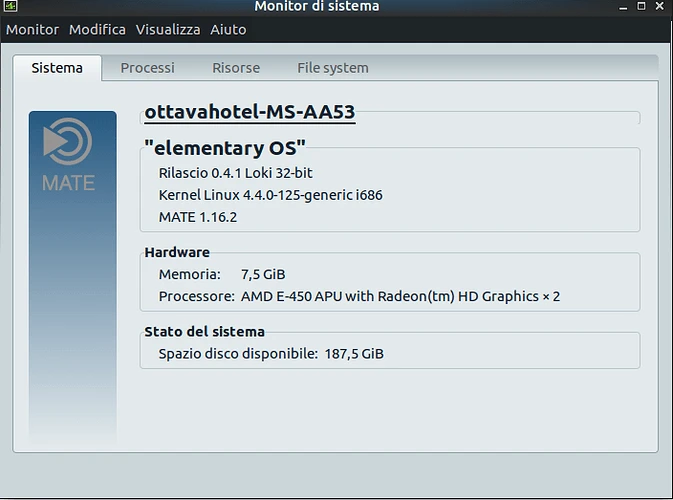 Monitor di sistema
Monitor Modifica Visualizza Aiuto
Sistema Processi Risorse File system
MATE
ottavahotel-MS-AA53
"elementary OS"
Rilascio 0.4.1 Loki 32-bit
Kernel Linux 4.4.0-125-generic i686
MATE 1.16.2
Hardware
Memoria: 7,5 GiB
Processore: AMD E-450 APU with Radeon(tm) HD Graphics × 2
Stato del sistema
Spazio disco disponibile: 187,5 GiB